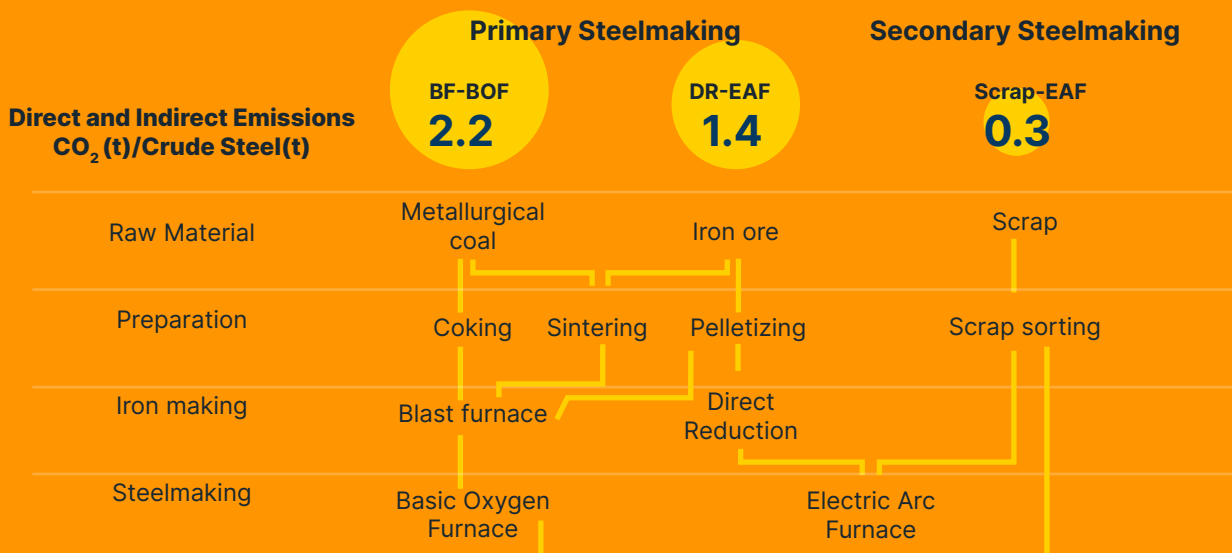 Primary Steelmaking
Secondary Steelmaking
BF-BOF
DR-EAF
Scrap-EAF
Direct and Indirect Emissions
CO₂ (t)/Crude Steel(t)
2.2
1.4
0.3
Raw Material
Metallurgical
coal
Iron ore
Scrap
Preparation
Coking
Sintering
Pelletizing
Scrap sorting
Iron making
Blast furnace
Direct
Reduction
Steelmaking
Basic Oxygen
Furnace
Electric Arc
Furnace